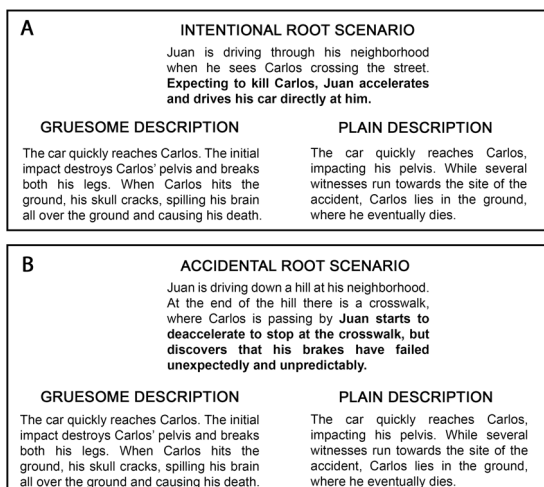 A
INTENTIONAL ROOT SCENARIO
Juan is driving through his neighborhood
when he sees Carlos crossing the street.
Expecting to kill Carlos, Juan accelerates
and drives his car directly at him.
GRUESOME DESCRIPTION
The car quickly reaches Carlos. The initial
impact destroys Carlos' pelvis and breaks
both his legs. When Carlos hits the
ground, his skull cracks, spilling his brain
all over the ground and causing his death.
PLAIN DESCRIPTION
The car quickly reaches Carlos,
impacting his pelvis. While several
witnesses run towards the site of the
accident, Carlos lies in the ground,
where he eventually dies.
B
ACCIDENTAL ROOT SCENARIO
Juan is driving down a hill at his neighborhood.
At the end of the hill there is a crosswalk,
where Carlos is passing by Juan starts to
deaccelerate to stop at the crosswalk, but
discovers that his brakes have failed
unexpectedly and unpredictably.
GRUESOME DESCRIPTION
The car quickly reaches Carlos. The initial
impact destroys Carlos' pelvis and breaks
both his legs. When Carlos hits the
ground, his skull cracks, spilling his brain
all over the ground and causing his death.
PLAIN DESCRIPTION
The car quickly reaches Carlos,
impacting his pelvis. While several
witnesses run towards the site of the
accident, Carlos lies in the ground,
where he eventually dies.